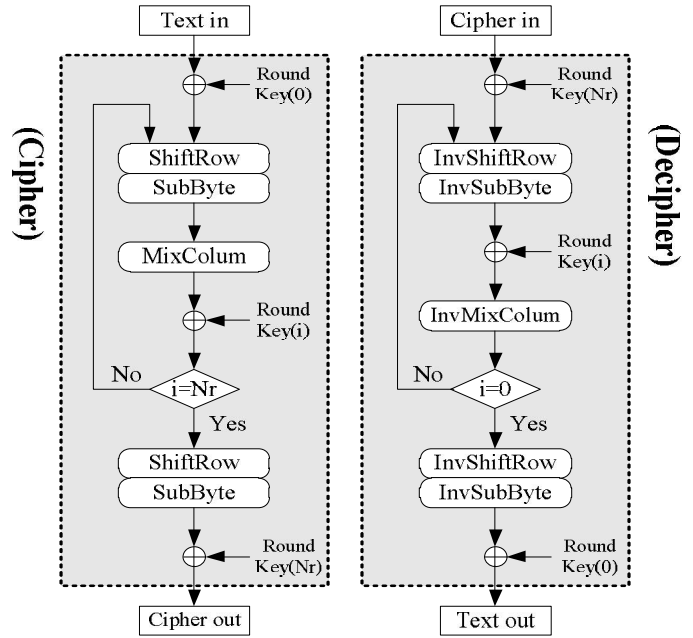 Text in
Round
Key(0)
ShiftRow
SubByte
MixColum
Round
Key(i)
i=Nr
No
Yes
ShiftRow
SubByte
Round
Key(Nr)
Cipher out
(Cipher)
Cipher in
Round
Key(Nr)
InvShiftRow
InvSubByte
Round
Key(i)
InvMixColum
i=0
No
Yes
InvShiftRow
InvSubByte
Round
Key(0)
Text out
(Decipher)